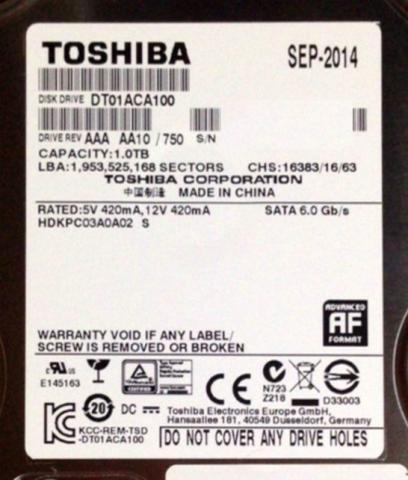 TOSHIBA
SEP-2014
DISK DRIVE DT01ACA100
DRIVE REV AAA AA10 / 750 S/N
CAPACITY:1.0TB
LBA:1,953,525,168 SECTORS CHS:16383/16/63
TOSHIBA CORPORATION
中国制造 MADE IN CHINA
RATED:5V 420mA,12V 420mA SATA 6.0 Gb/s
HDKPC03A0A02 S
ADVANCED
AF
FORMAT
WARRANTY VOID IF ANY LABEL/
SCREW IS REMOVED OR BROKEN
E145163
N723
Z218
D33003
20
DC
Toshiba Electronics Europe GmbH,
Hansaallee 181, 40549 Dusseldorf, Germany
KCC-REM-TSD
-DT01ACA100
DO NOT COVER ANY DRIVE HOLES